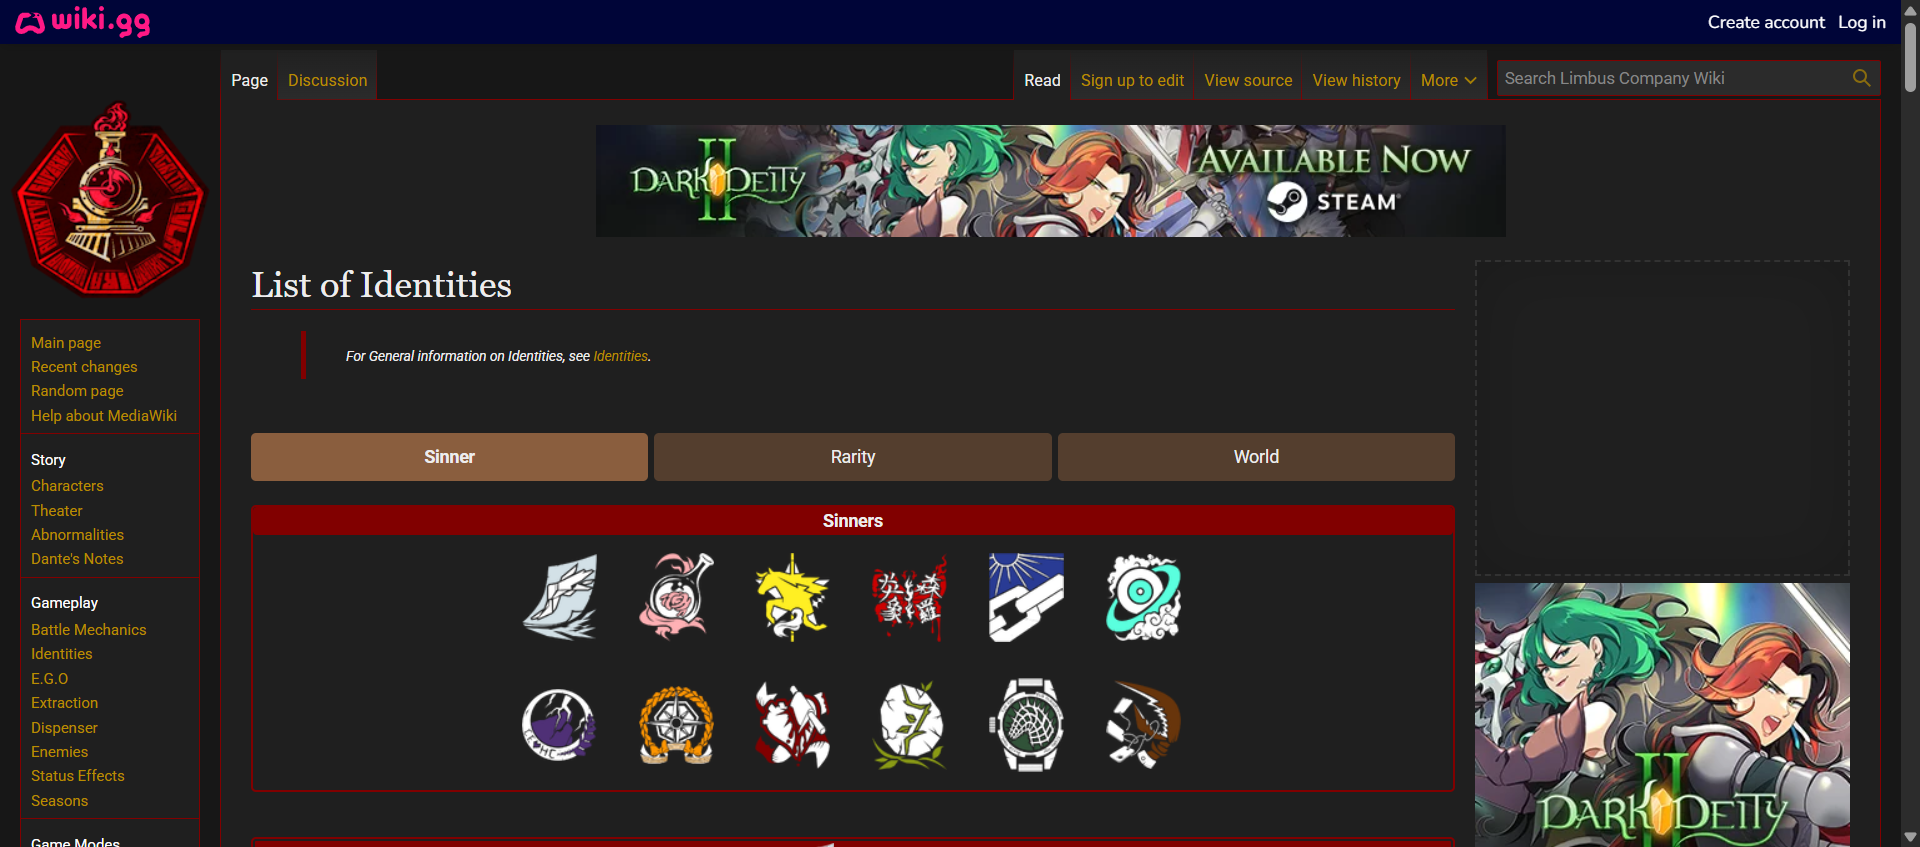 wiki.gg
Create account
Log in
Page
Discussion
Read
Sign up to edit
View source
View history
More
Search Limbus Company Wiki
DARK DEITY
II
AVAILABLE NOW
STEAM
List of Identities
For General information on Identities, see Identities.
Main page
Recent changes
Random page
Help about MediaWiki
Story
Characters
Theater
Abnormalities
Dante's Notes
Gameplay
Battle Mechanics
Identities
E.G.O
Extraction
Dispenser
Enemies
Status Effects
Seasons
Game Modes
Sinner
Rarity
World
Sinners
DARK DEITY
II